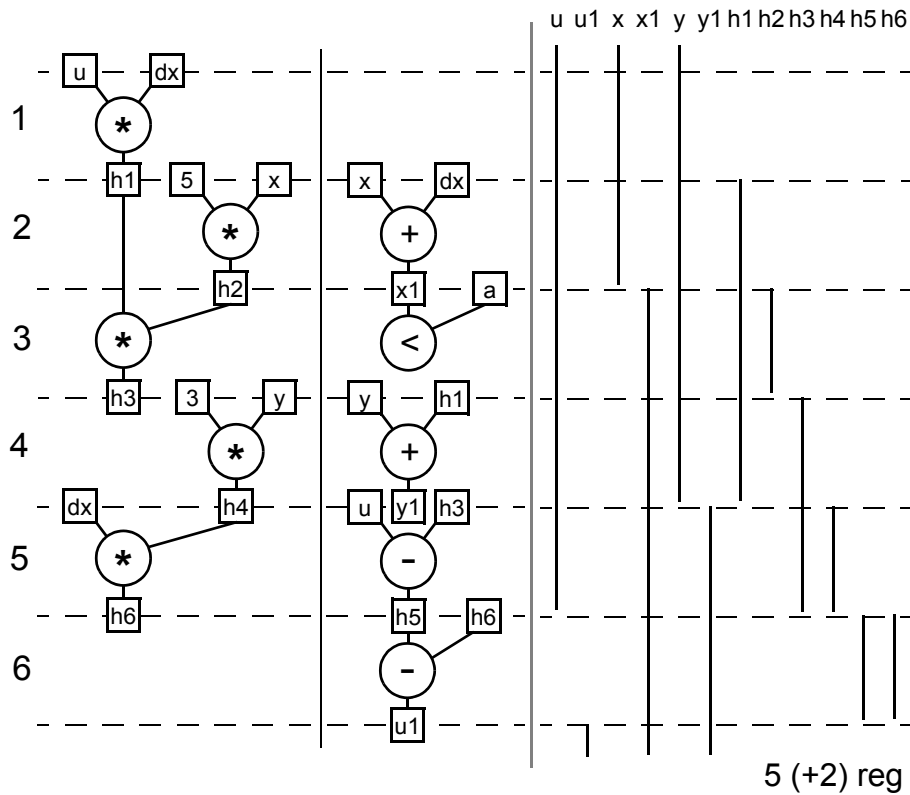 u u1 x x1 y y1 h1 h2 h3 h4 h5 h6
u dx
1 *
h1 5 x x dx
2 * +
h2 x1 a
3 * <
h3 3 y y h1
4 * +
dx h4 u y1 h3
5 * -
h6 h5 h6
6 -
u1
5 (+2) reg